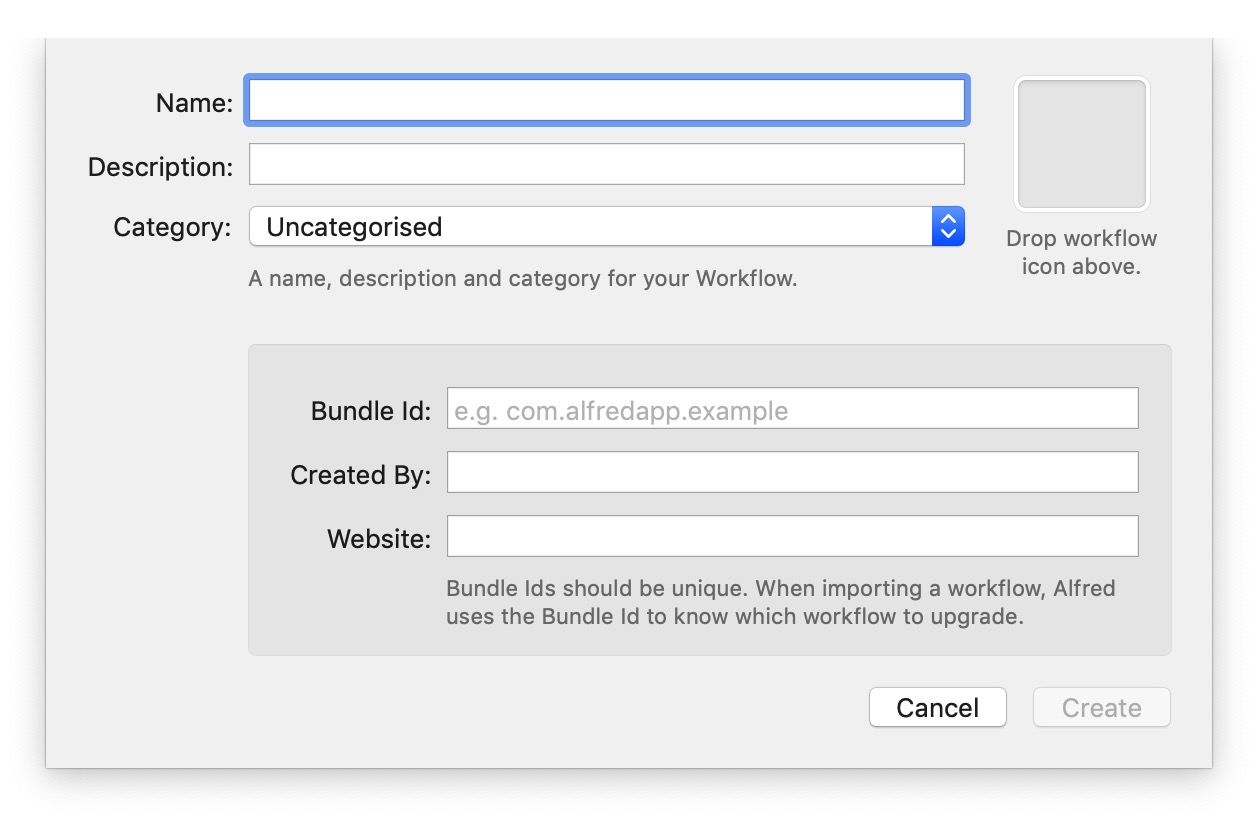 Name:
Description:
Category: Uncategorised
A name, description and category for your Workflow.
Drop workflow
icon above.
Bundle Id: e.g. com.alfredapp.example
Created By:
Website:
Bundle Ids should be unique. When importing a workflow, Alfred
uses the Bundle Id to know which workflow to upgrade.
Cancel Create